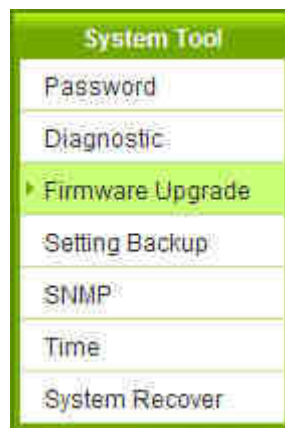 System Tool
Password
Diagnostic
Firmware Upgrade
Setting Backup
SNMP
Time
System Recover